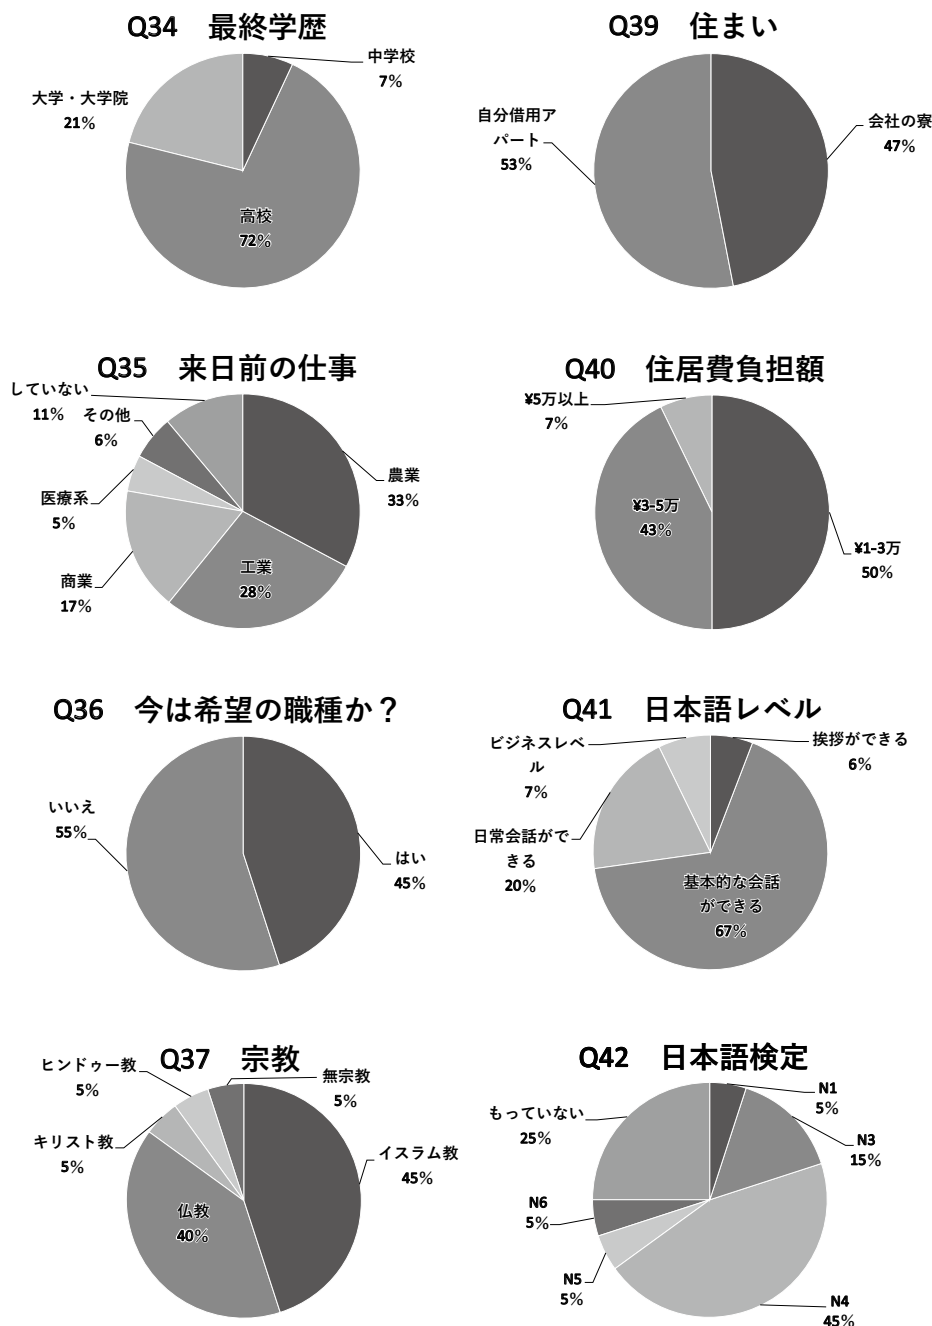 Q34　最終学歴
中学校
7%
大学・大学院
21%
高校
72%
Q39　住まい
自分借用ア
パート
53%
会社の寮
47%
Q35　来日前の仕事
していない
11%
その他
6%
医療系
5%
商業
17%
工業
28%
農業
33%
Q40　住居費負担額
¥5万以上
7%
¥3-5万
43%
¥1-3万
50%
Q36　今は希望の職種か？
いいえ
55%
はい
45%
Q41　日本語レベル
ビジネスレベ
ル
7%
挨拶ができる
6%
日常会話がで
きる
20%
基本的な会話
ができる
67%
Q37　宗教
ヒンドゥー教
5%
無宗教
5%
キリスト教
5%
イスラム教
45%
仏教
40%
Q42　日本語検定
もっていない
25%
N1
5%
N3
15%
N6
5%
N5
5%
N4
45%